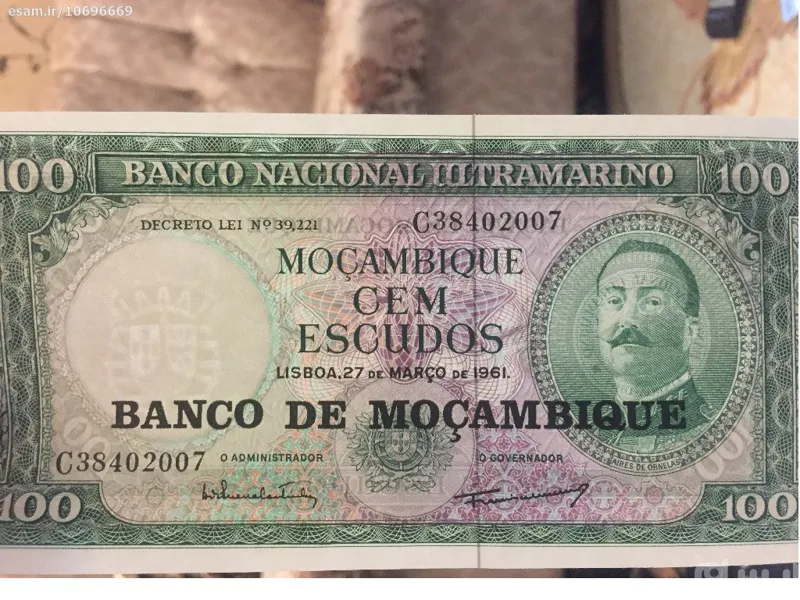 esam.ir/10696669
100 BANCO NACIONAL ULTRAMARINO 100
DECRETO LEI Nº 39,221 C38402007
MOÇAMBIQUE
CEM
ESCUDOS
LISBOA, 27 DE MARÇO DE 1961.
BANCO DE MOÇAMBIQUE
C38402007 O ADMINISTRADOR O GOVERNADOR
AIRES DE ORNELAS
100 100